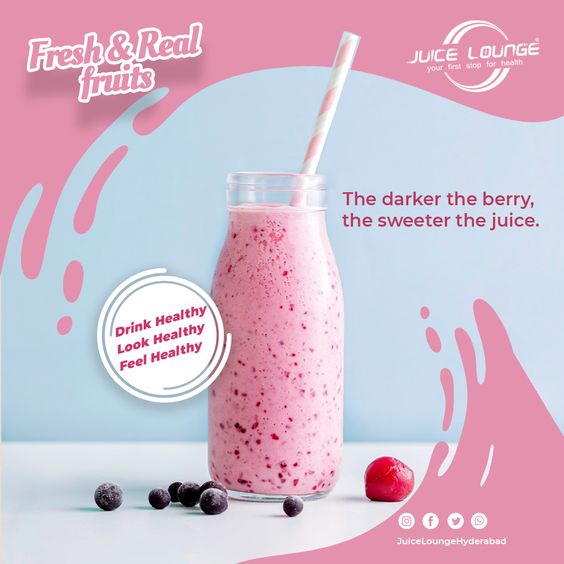 Fresh & Real
fruits
JUICE LOUNGE®
your first stop for health
The darker the berry,
the sweeter the juice.
Drink Healthy
Look Healthy
Feel Healthy
JuiceLoungeHyderabad